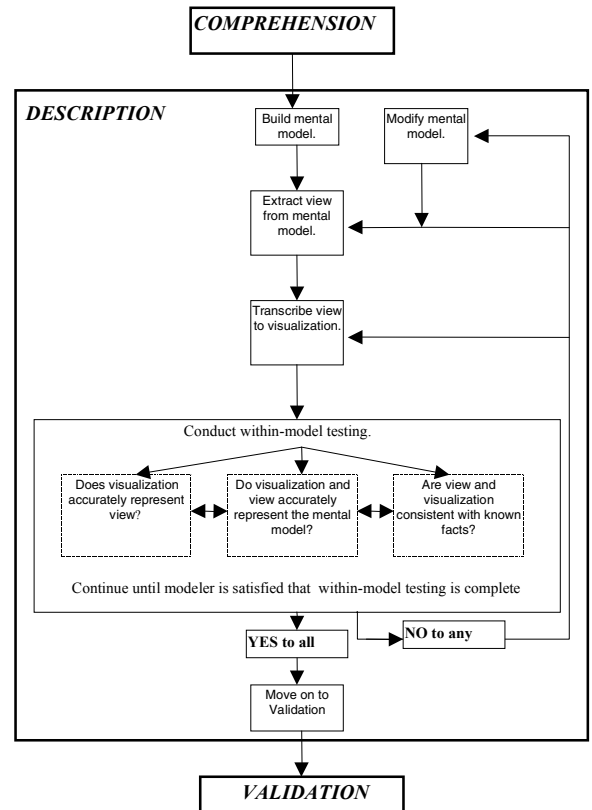 COMPREHENSION
DESCRIPTION
Build mental
model.
Modify mental
model.
Extract view
from mental
model.
Transcribe view
to visualization.
Conduct within-model testing.
Does visualization
accurately represent
view?
Do visualization and
view accurately
represent the mental
model?
Are view and
visualization
consistent with known
facts?
Continue until modeler is satisfied that within-model testing is complete
YES to all
NO to any
Move on to
Validation
VALIDATION